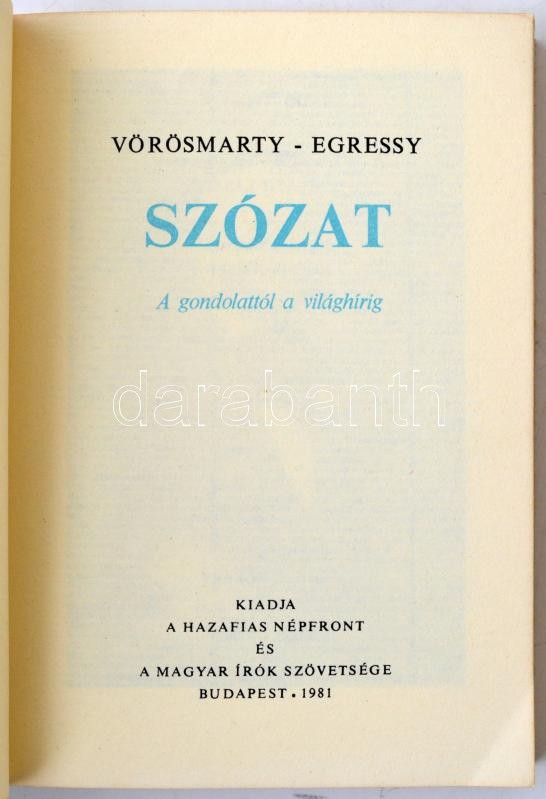 VÖRÖSMARTY - EGRESSY
SZÓZAT
A gondolattól a világhírig
darabanth
KIADJA
A HAZAFIAS NÉPFRONT
ÉS
A MAGYAR ÍRÓK SZÖVETSÉGE
BUDAPEST • 1981